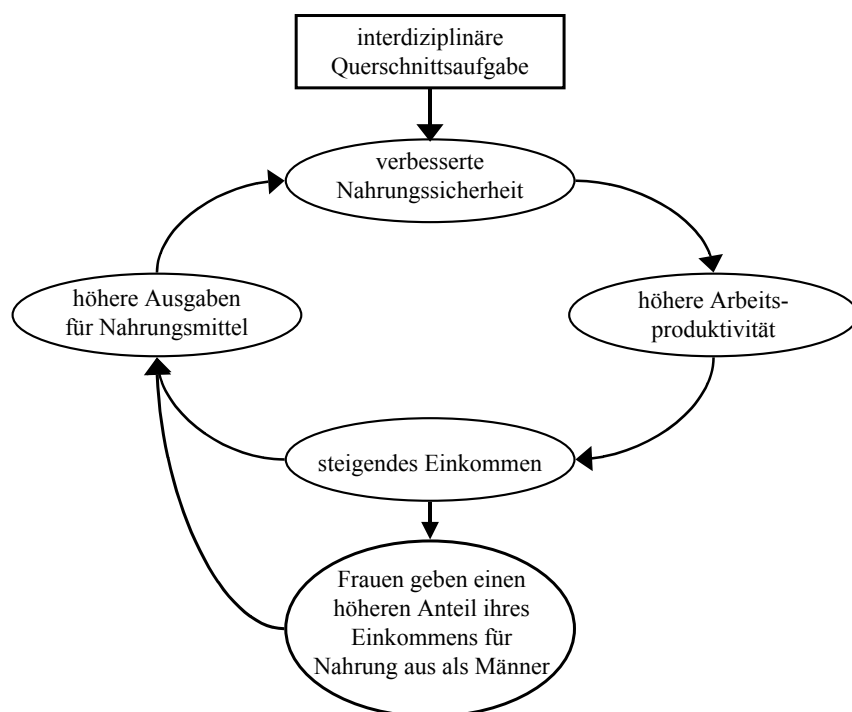 interdiziplinäre
Querschnittsaufgabe
verbesserte
Nahrungssicherheit
höhere Ausgaben
für Nahrungsmittel
höhere Arbeits-
produktivität
steigendes Einkommen
Frauen geben einen
höheren Anteil ihres
Einkommens für
Nahrung aus als Männer